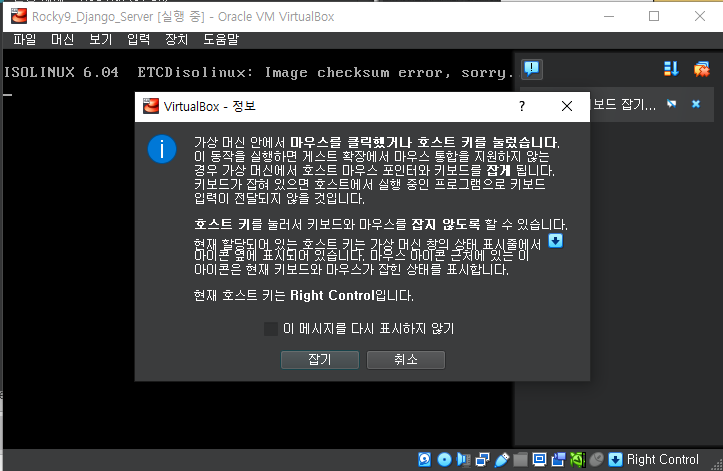 Rocky9_Django_Server [실행 중] - Oracle VM VirtualBox
파일 머신 보기 입력 장치 도움말
ISOLINUX 6.04 ETCDisolinux: Image checksum error, sorry.
보드 잡기...
VirtualBox - 정보
가상 머신 안에서 마우스를 클릭했거나 호스트 키를 눌렀습니다.
이 동작을 실행하면 게스트 확장에서 마우스 통합을 지원하지 않는
경우 가상 머신에서 호스트 마우스 포인터와 키보드를 잡게 됩니다.
키보드가 잡혀 있으면 호스트에서 실행 중인 프로그램으로 키보드
입력이 전달되지 않을 것입니다.
호스트 키를 눌러서 키보드와 마우스를 잡지 않도록 할 수 있습니다.
현재 할당되어 있는 호스트 키는 가상 머신 창의 상태 표시줄에서
아이콘 옆에 표시되어 있습니다. 마우스 아이콘 근처에 있는 이
아이콘은 현재 키보드와 마우스가 잡힌 상태를 표시합니다.
현재 호스트 키는 Right Control입니다.
이 메시지를 다시 표시하지 않기
잡기 취소
Right Control